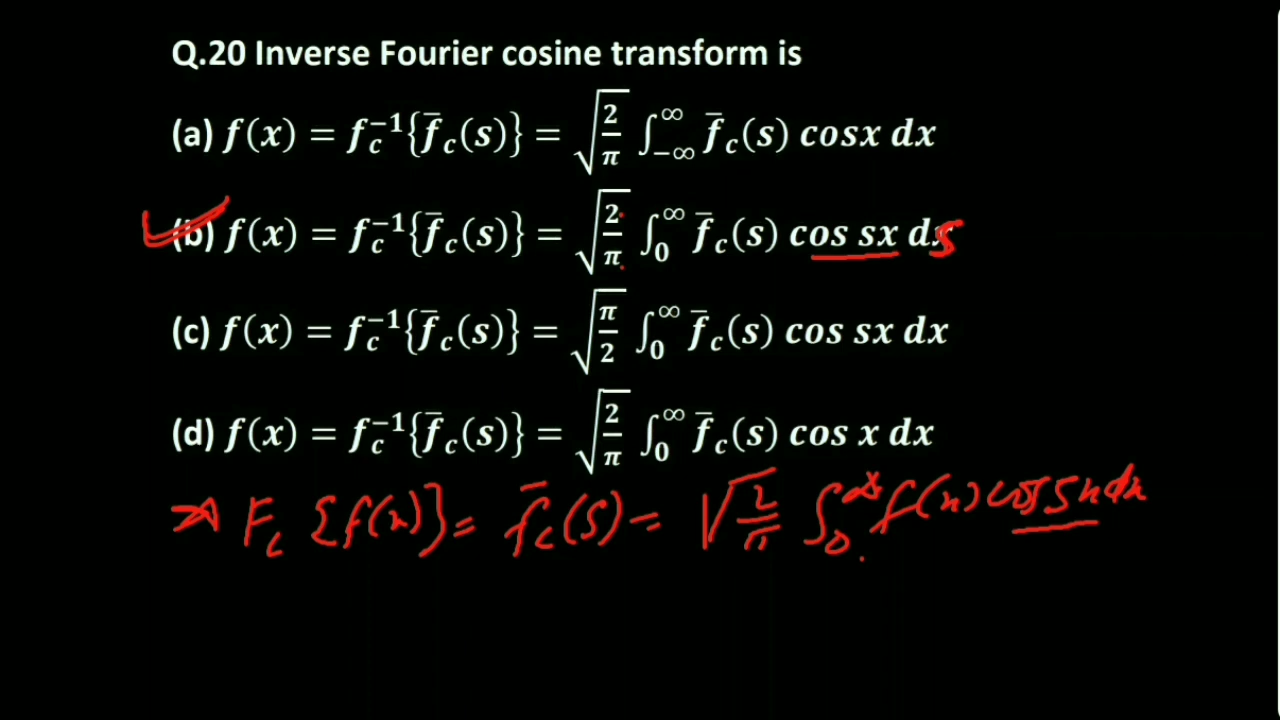 Q.20 Inverse Fourier cosine transform is
(a) f(x) = f_c^{-1}{f̄_c(s)} = √(2/π) ∫_{-∞}^{∞} f̄_c(s) cosx dx
(b) f(x) = f_c^{-1}{f̄_c(s)} = √(2/π) ∫_0^∞ f̄_c(s) cos sx ds
(c) f(x) = f_c^{-1}{f̄_c(s)} = √(π/2) ∫_0^∞ f̄_c(s) cos sx dx
(d) f(x) = f_c^{-1}{f̄_c(s)} = √(2/π) ∫_0^∞ f̄_c(s) cos x dx
⇒ F_c {f(x)} = f̄_c(s) = √(2/π) ∫_0^∞ f(x) cos sx dx